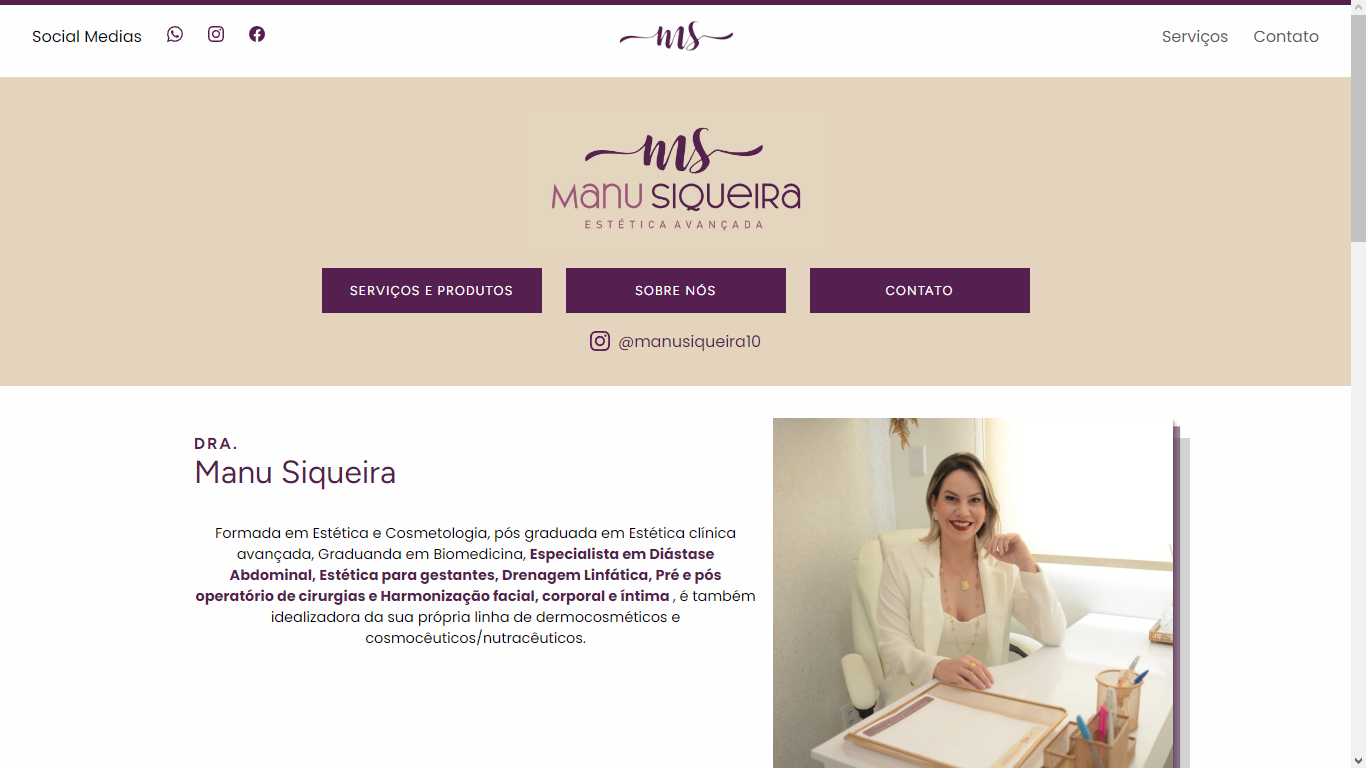 Social Medias
ms
Serviços Contato
ms
Manu Siqueira
ESTÉTICA AVANÇADA
SERVIÇOS E PRODUTOS
SOBRE NÓS
CONTATO
@manusiqueira10
DRA.
Manu Siqueira
Formada em Estética e Cosmetologia, pós graduada em Estética clínica
avançada, Graduanda em Biomedicina, Especialista em Diástase
Abdominal, Estética para gestantes, Drenagem Linfática, Pré e pós
operatório de cirurgias e Harmonização facial, corporal e íntima , é também
idealizadora da sua própria linha de dermocosméticos e
cosmocêuticos/nutracêuticos.